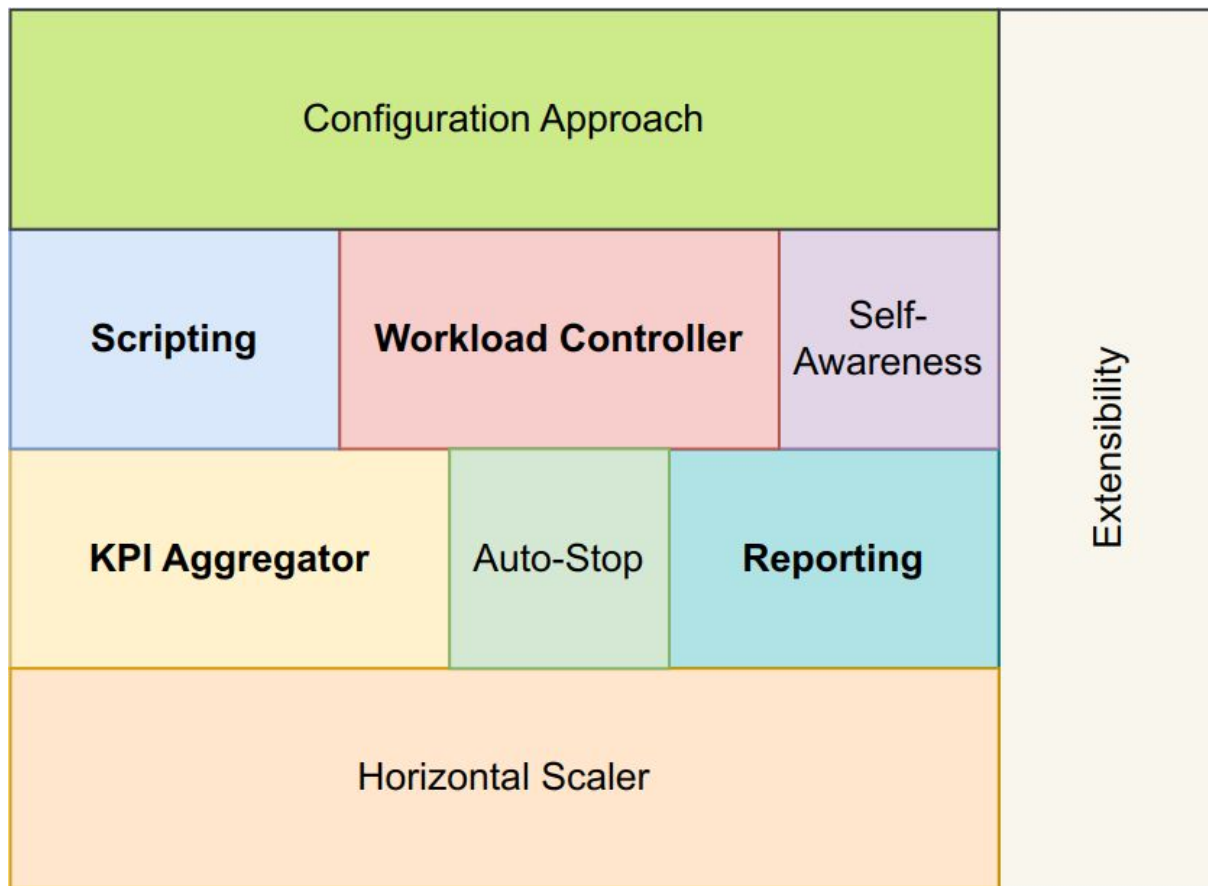 Configuration Approach
Scripting
Workload Controller
Self-
Awareness
Extensibility
KPI Aggregator
Auto-Stop
Reporting
Horizontal Scaler